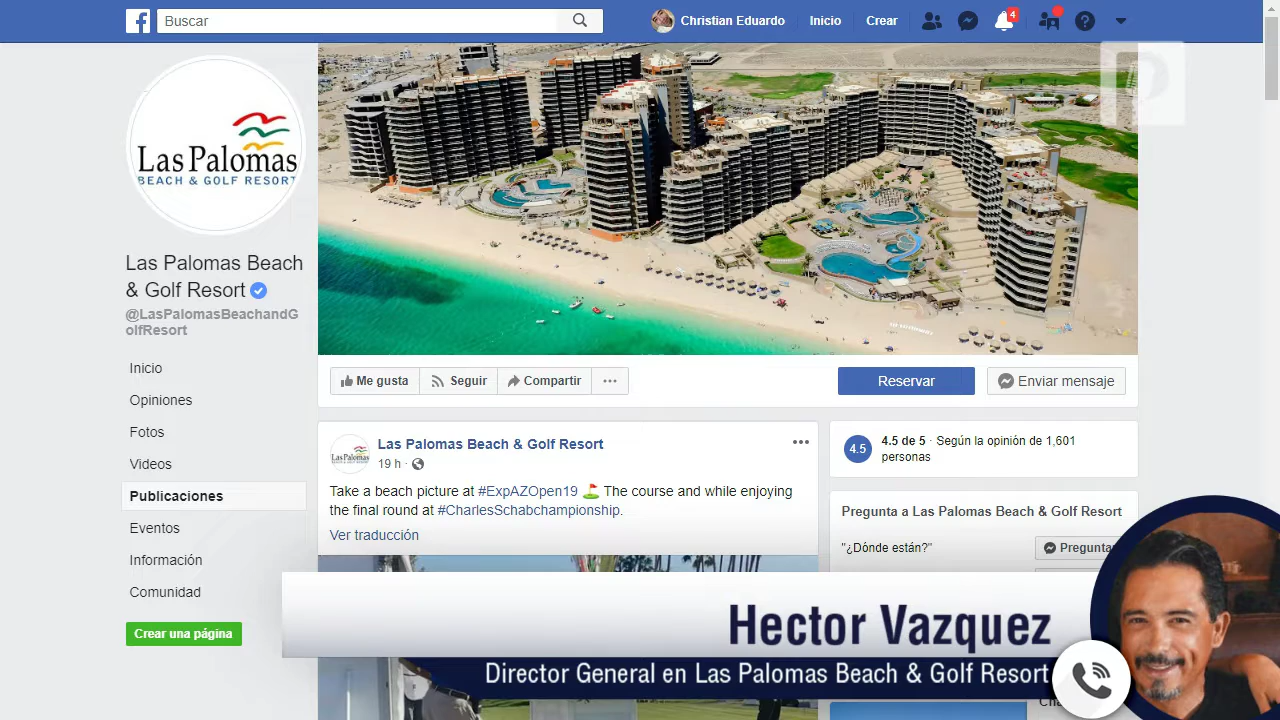 Buscar
Christian Eduardo
Inicio
Crear
4
Las Palomas
BEACH & GOLF RESORT
Las Palomas Beach
& Golf Resort
@LasPalomasBeachandG
olfResort
Inicio
Opiniones
Fotos
Videos
Publicaciones
Eventos
Información
Comunidad
Crear una página
Me gusta
Seguir
Compartir
Reservar
Enviar mensaje
Las Palomas
Las Palomas Beach & Golf Resort
19 h
Take a beach picture at #ExpAZOpen19 The course and while enjoying
the final round at #CharlesSchabchampionship.
Ver traducción
4.5
4.5 de 5 · Según la opinión de 1,601
personas
Pregunta a Las Palomas Beach & Golf Resort
"¿Dónde están?"
Pregunta
Hector Vazquez
Director General en Las Palomas Beach & Golf Resort